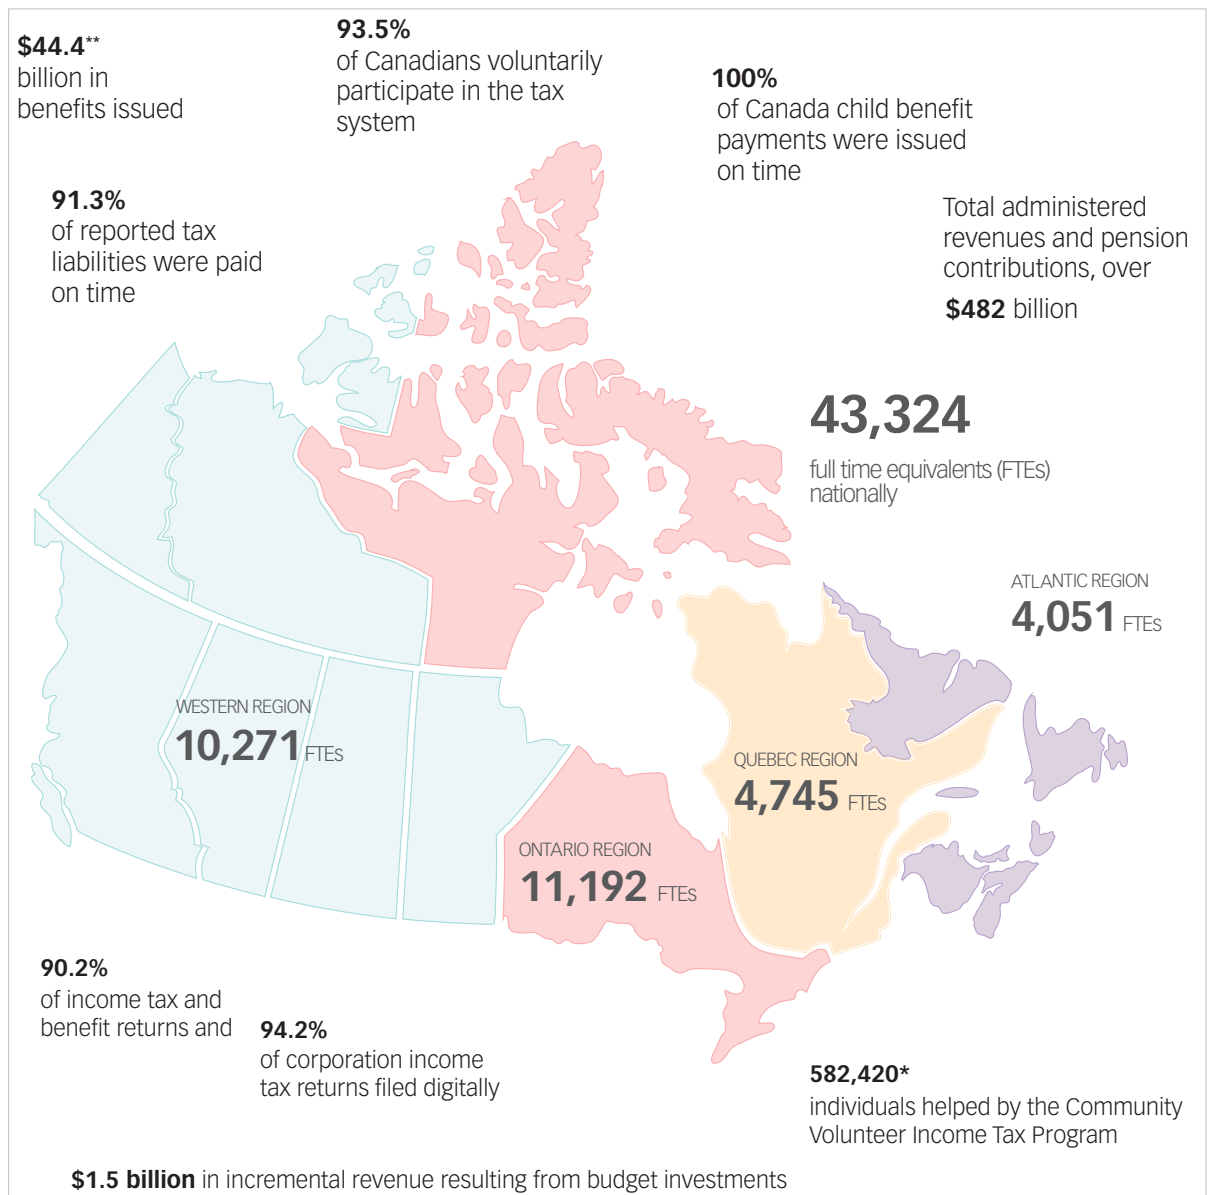 $44.4**
billion in
benefits issued
93.5%
of Canadians voluntarily
participate in the tax
system
100%
of Canada child benefit
payments were issued
on time
91.3%
of reported tax
liabilities were paid
on time
Total administered
revenues and pension
contributions, over
$482 billion
43,324
full time equivalents (FTEs)
nationally
ATLANTIC REGION
4,051 FTEs
WESTERN REGION
10,271 FTEs
QUEBEC REGION
4,745 FTEs
ONTARIO REGION
11,192 FTEs
90.2%
of income tax and
benefit returns and
94.2%
of corporation income
tax returns filed digitally
582,420*
individuals helped by the Community
Volunteer Income Tax Program
$1.5 billion in incremental revenue resulting from budget investments